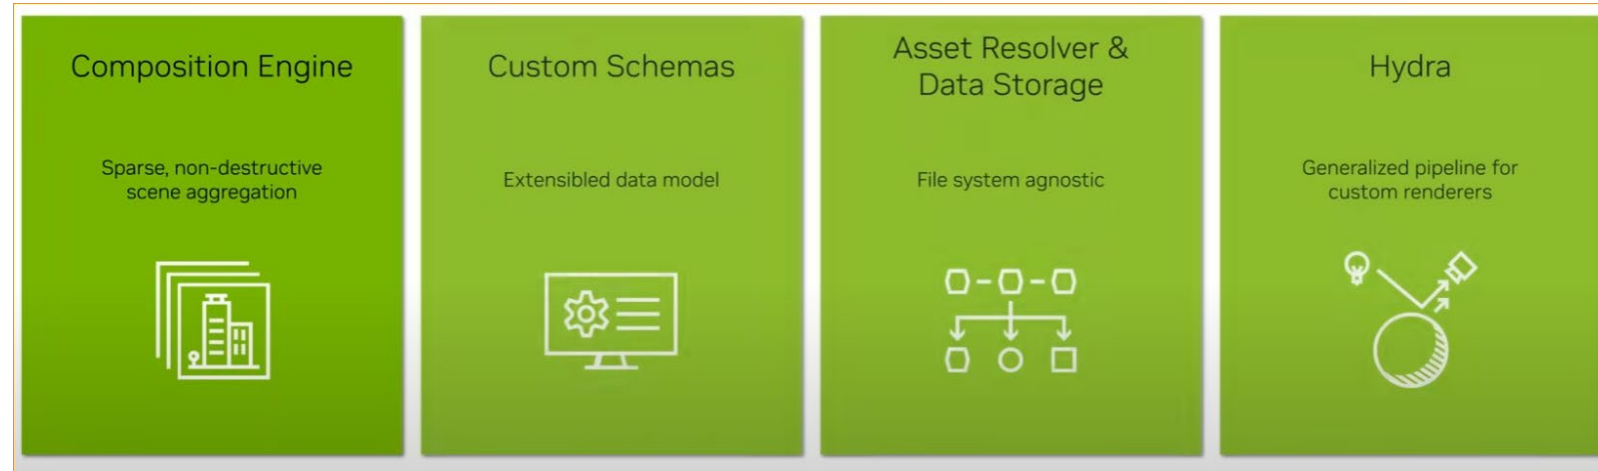 Composition Engine
Sparse, non-destructive
scene aggregation
Custom Schemas
Extensibled data model
Asset Resolver &
Data Storage
File system agnostic
Hydra
Generalized pipeline for
custom renderers